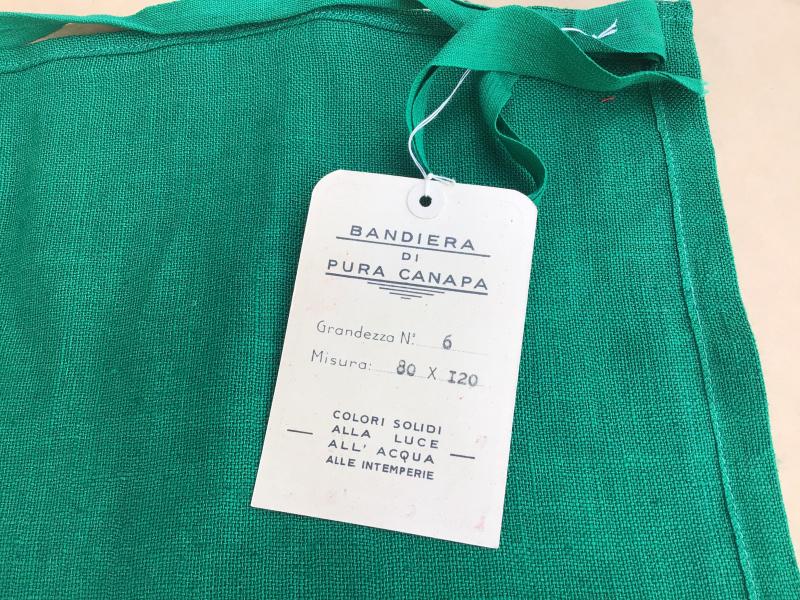 BANDIERA
DI
PURA CANAPA
Grandezza N° 6
Misura: 80 X I20
COLORI SOLIDI
ALLA LUCE
ALL' ACQUA
ALLE INTEMPERIE